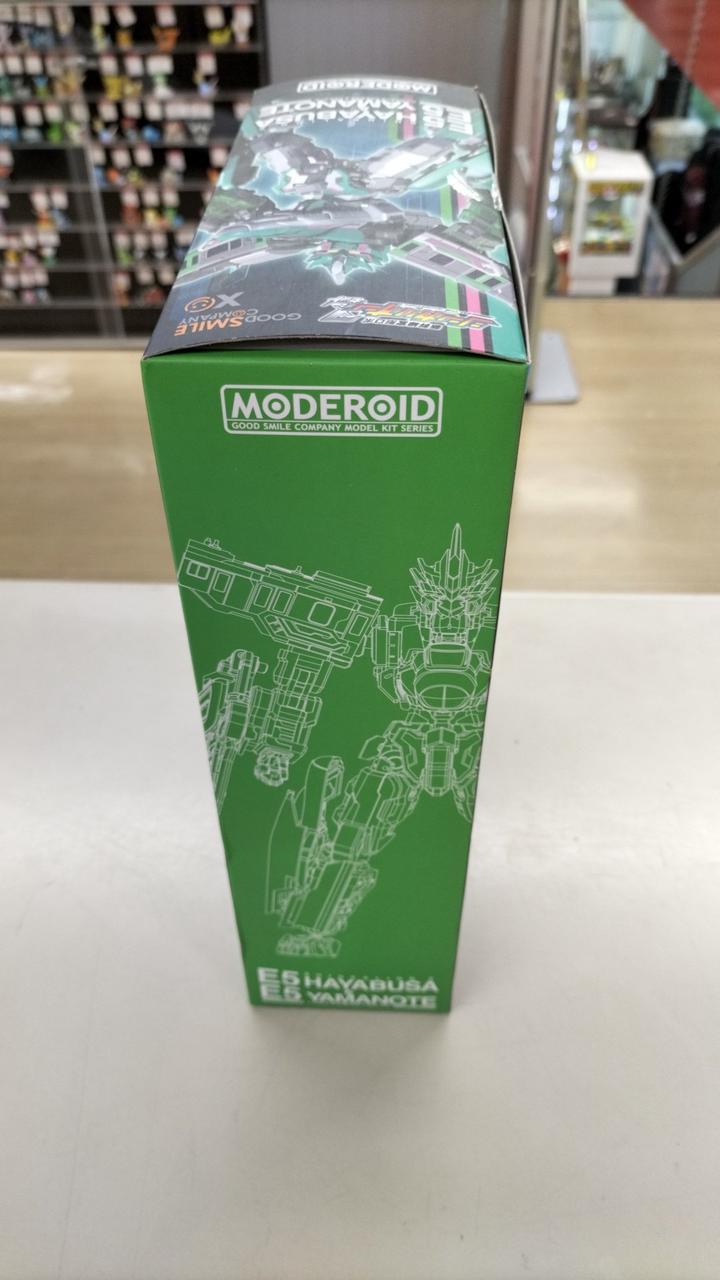 MODEROID
E5 HAYABUSA
E5 YAMANOTE
GOOD SMILE
COMPANY
MODEROID
GOOD SMILE COMPANY MODEL KIT SERIES
E5 HAYABUSA
E5 YAMANOTE